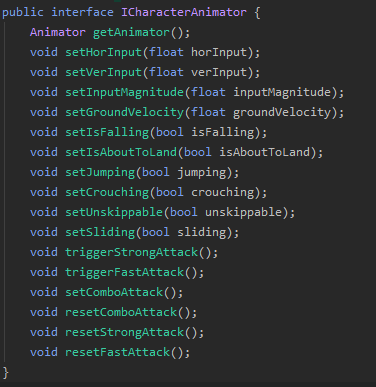 public interface ICharacterAnimator {
    Animator getAnimator();
    void setHorInput(float horInput);
    void setVerInput(float verInput);
    void setInputMagnitude(float inputMagnitude);
    void setGroundVelocity(float groundVelocity);
    void setIsFalling(bool isFalling);
    void setIsAboutToLand(bool isAboutToLand);
    void setJumping(bool jumping);
    void setCrouching(bool crouching);
    void setUnskippable(bool unskippable);
    void setSliding(bool sliding);
    void triggerStrongAttack();
    void triggerFastAttack();
    void setComboAttack();
    void resetComboAttack();
    void resetStrongAttack();
    void resetFastAttack();
}